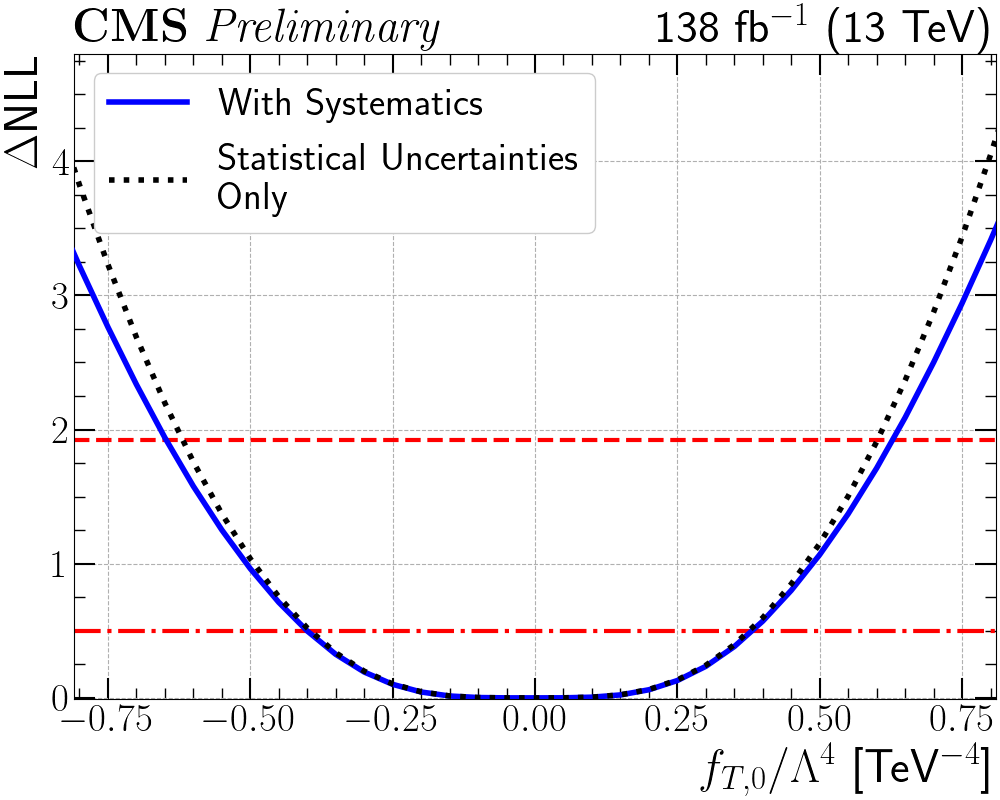 CMS Preliminary 138 fb⁻¹ (13 TeV)
ΔNLL
With Systematics
Statistical Uncertainties
Only
4
3
2
1
0
−0.75 −0.50 −0.25 0.00 0.25 0.50 0.75
f_{T,0}/Λ⁴ [TeV⁻⁴]